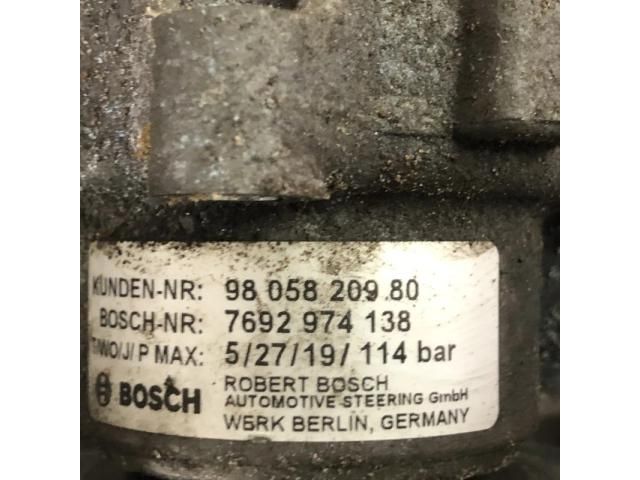 KUNDEN-NR: 98 058 209 80
BOSCH-NR: 7692 974 138
T/WO/J/P MAX: 5/27/19/ 114 bar
BOSCH
ROBERT BOSCH
AUTOMOTIVE STEERING GmbH
WERK BERLIN, GERMANY